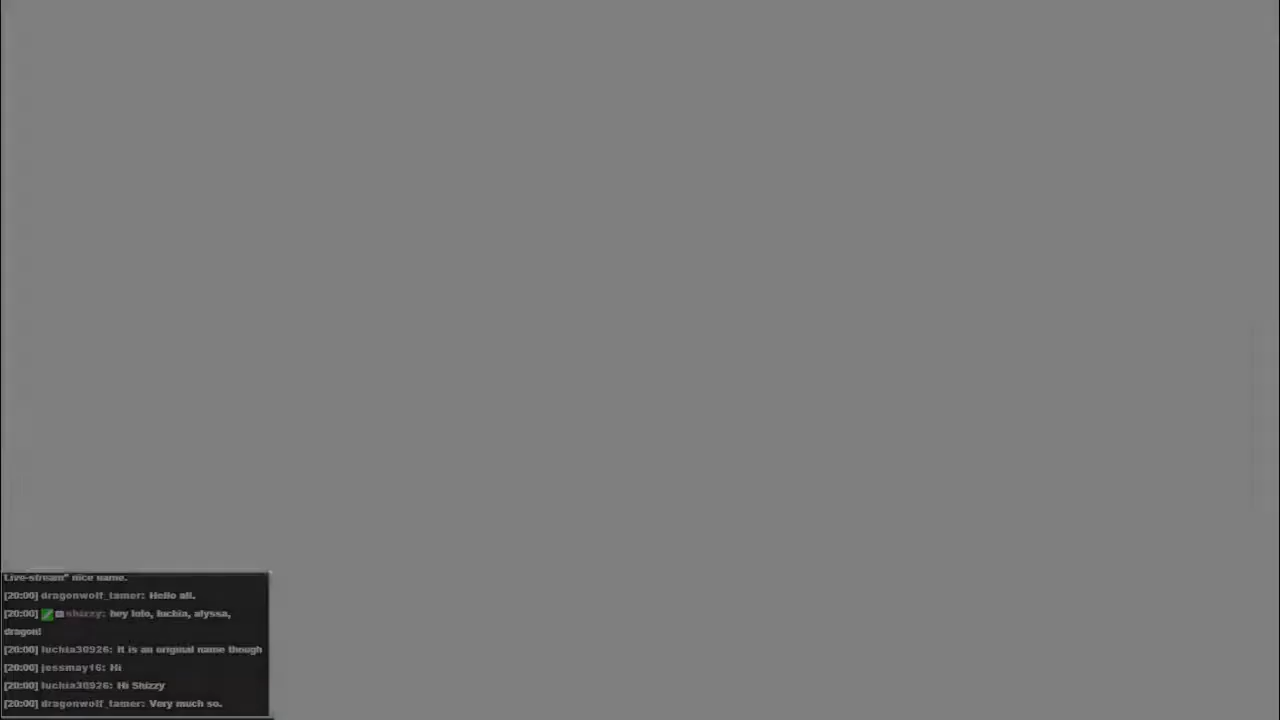 Live-stream" nice name.
[20:00] dragonwolf_tamer: Hello all.
[20:00] shizzy: hey lolo, luchia, alyssa,
dragon!
[20:00] luchia30926: It is an original name though
[20:00] jessmay16: Hi
[20:00] luchia30926: Hi Shizzy
[20:00] dragonwolf_tamer: Very much so.